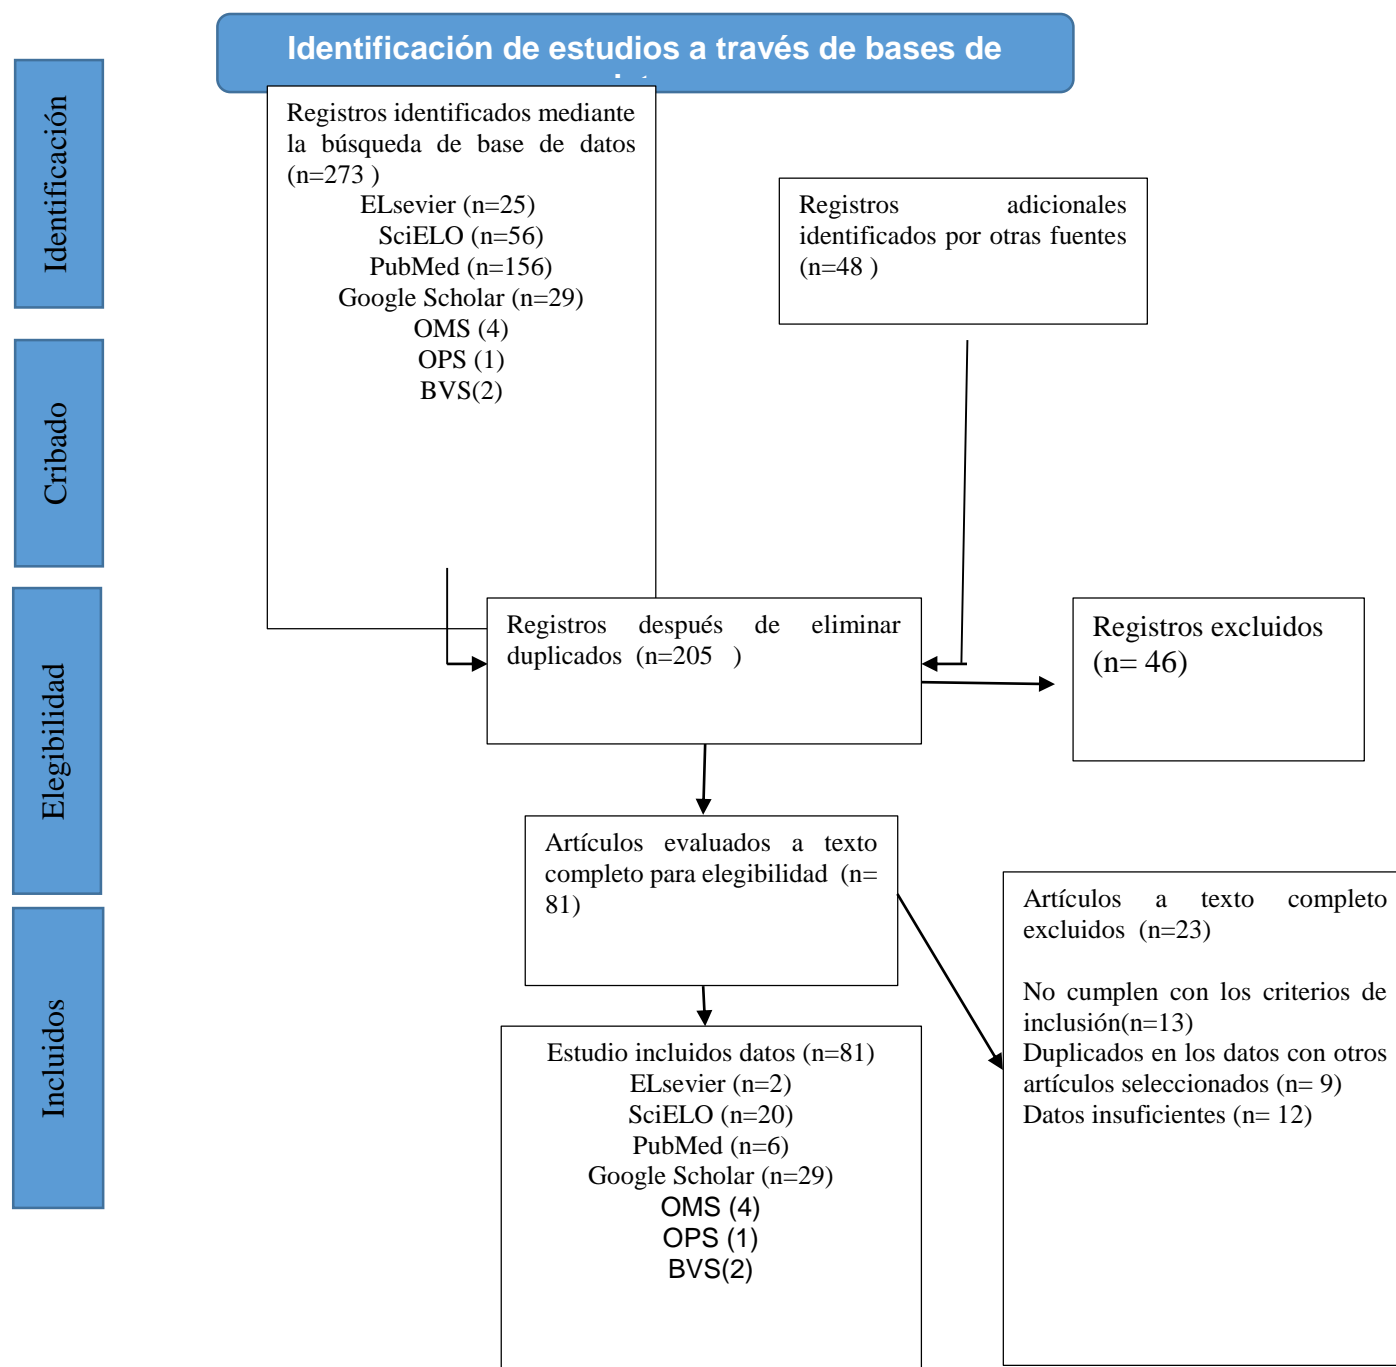 Identificación de estudios a través de bases de
Identificación
Registros identificados mediante
la búsqueda de base de datos
(n=273 )
ELsevier (n=25)
SciELO (n=56)
PubMed (n=156)
Google Scholar (n=29)
OMS (4)
OPS (1)
BVS(2)
Registros adicionales
identificados por otras fuentes
(n=48 )
Cribado
Registros después de eliminar
duplicados (n=205 )
Registros excluidos
(n= 46)
Elegibilidad
Artículos evaluados a texto
completo para elegibilidad (n=
81)
Artículos a texto completo
excluidos (n=23)
No cumplen con los criterios de
inclusión(n=13)
Duplicados en los datos con otros
artículos seleccionados (n= 9)
Datos insuficientes (n= 12)
Incluidos
Estudio incluidos datos (n=81)
ELsevier (n=2)
SciELO (n=20)
PubMed (n=6)
Google Scholar (n=29)
OMS (4)
OPS (1)
BVS(2)